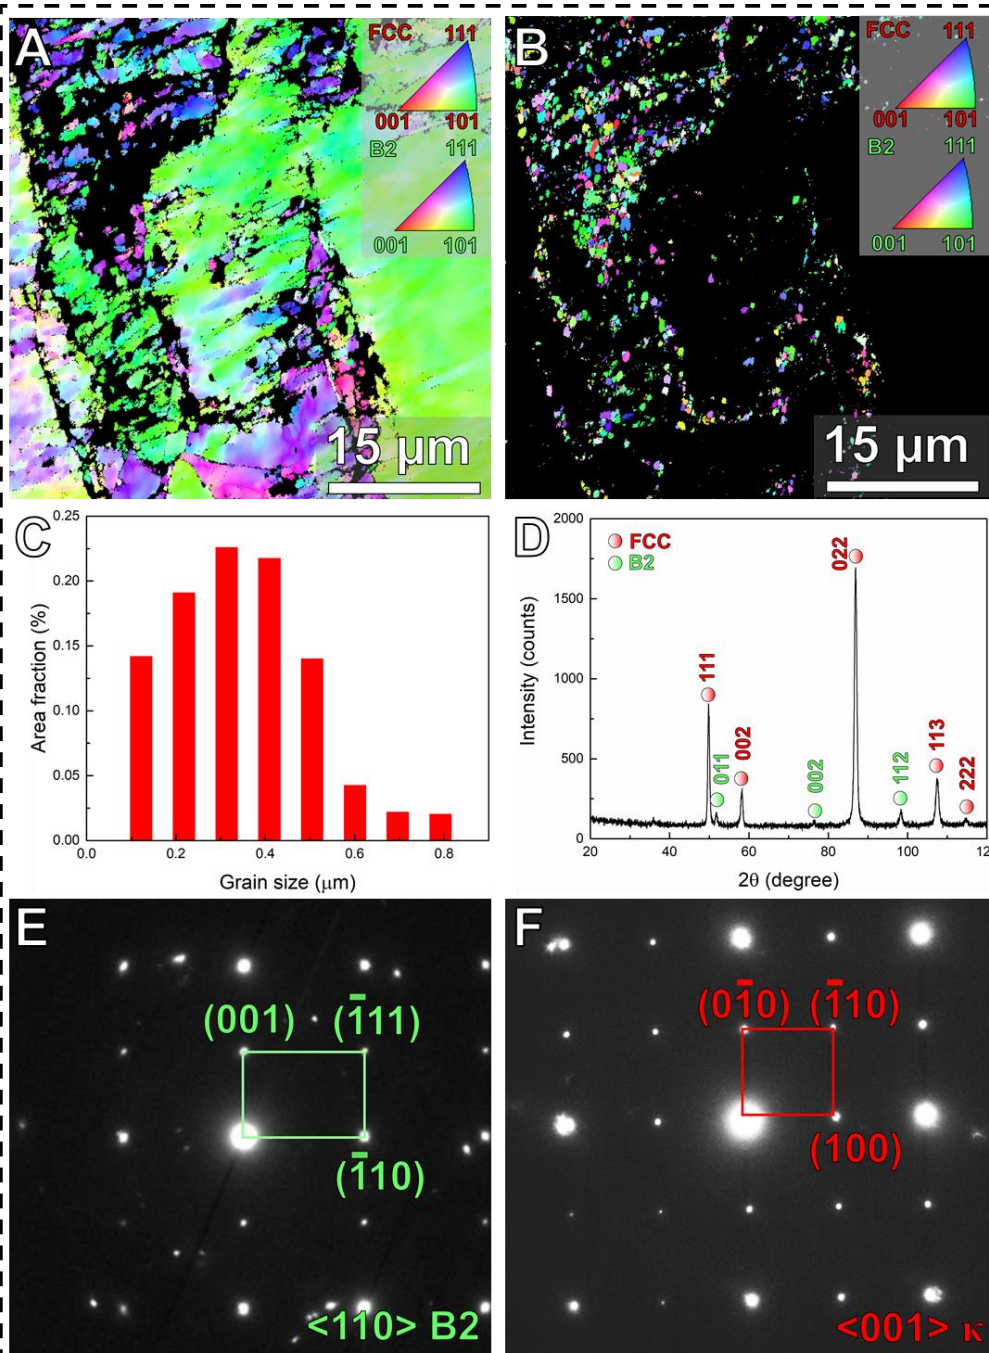 A
FCC 111
001 101
B2 111
001 101
15 μm
B
FCC 111
001 101
B2 111
001 101
15 μm
C
0.25
0.20
0.15
0.10
0.05
0.00
Area fraction (%)
0.0 0.2 0.4 0.6 0.8
Grain size (μm)
D
2000
1500
1000
500
0
Intensity (counts)
FCC
B2
111
011
002
002
022
112
113
222
20 40 60 80 100 120
2θ (degree)
E
(001) (1̅11)
(1̅10)
<110> B2
F
(01̅0) (1̅10)
(100)
<001> κ